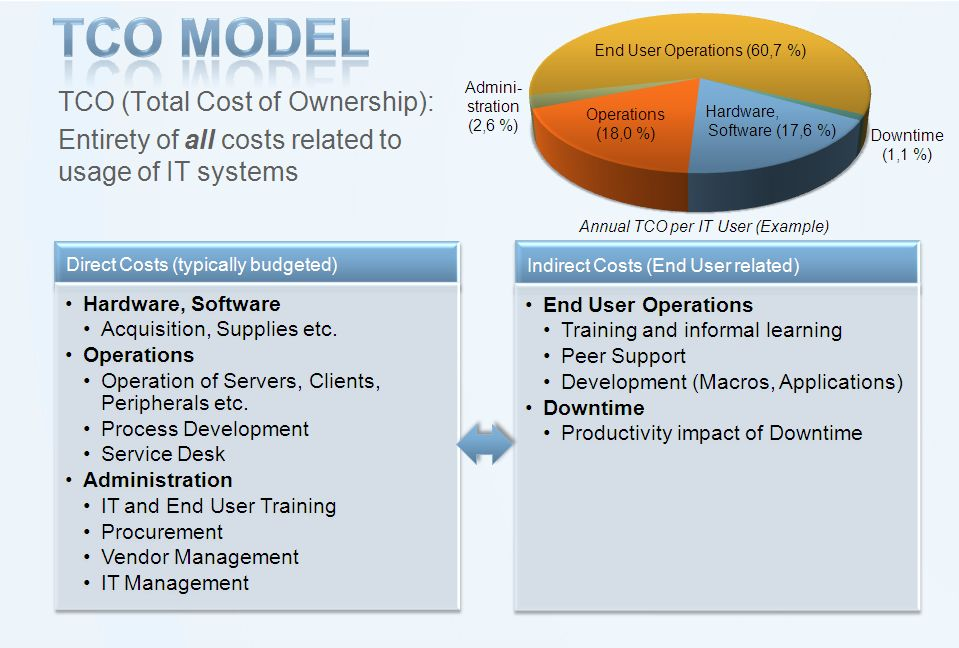 TCO MODEL
TCO (Total Cost of Ownership):
Entirety of all costs related to
usage of IT systems
End User Operations (60,7 %)
Admini-
stration
(2,6 %)
Operations
(18,0 %)
Hardware,
Software (17,6 %)
Downtime
(1,1 %)
Annual TCO per IT User (Example)
Direct Costs (typically budgeted)
• Hardware, Software
• Acquisition, Supplies etc.
• Operations
• Operation of Servers, Clients,
Peripherals etc.
• Process Development
• Service Desk
• Administration
• IT and End User Training
• Procurement
• Vendor Management
• IT Management
Indirect Costs (End User related)
• End User Operations
• Training and informal learning
• Peer Support
• Development (Macros, Applications)
• Downtime
• Productivity impact of Downtime